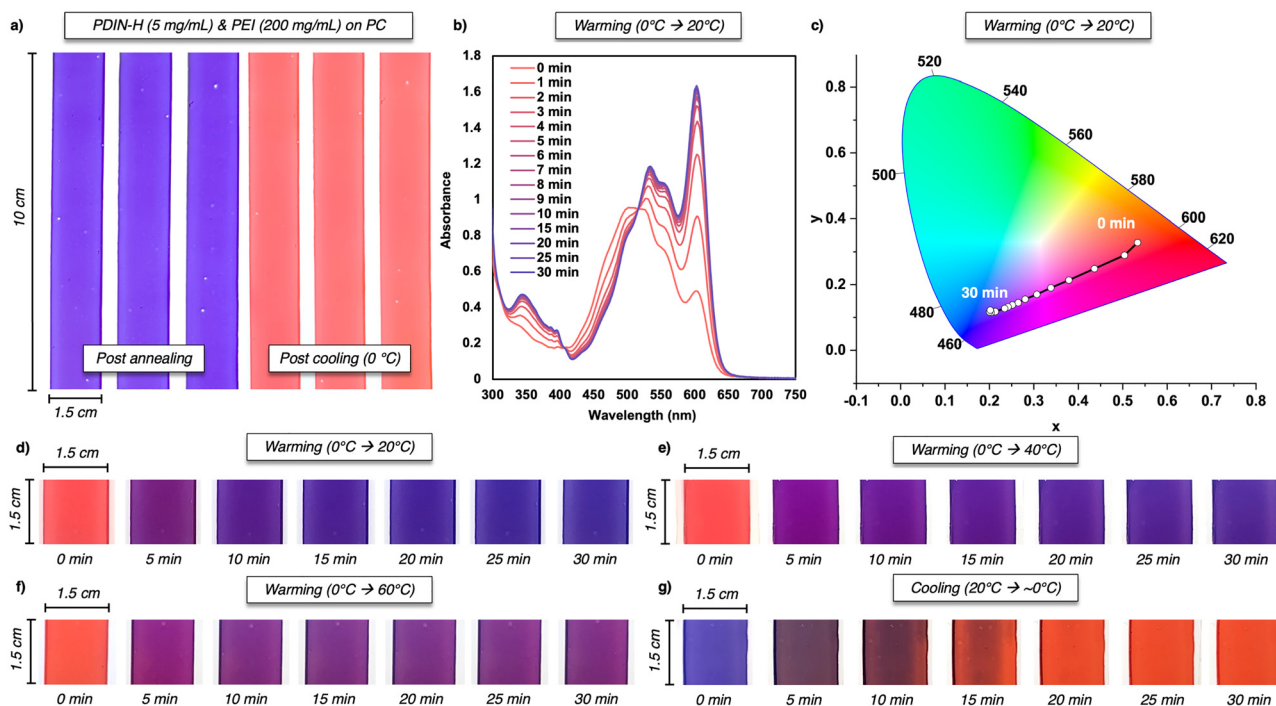 a)
PDIN-H (5 mg/mL) & PEI (200 mg/mL) on PC
10 cm
Post annealing
Post cooling (0 °C)
1.5 cm
b)
Warming (0°C → 20°C)
1.8
1.6
1.4
1.2
1
0.8
0.6
0.4
0.2
0
Absorbance
0 min
1 min
2 min
3 min
4 min
5 min
6 min
7 min
8 min
9 min
10 min
15 min
20 min
25 min
30 min
300 350 400 450 500 550 600 650 700 750
Wavelength (nm)
c)
Warming (0°C → 20°C)
0.8
0.6
0.4
0.2
0.0
y
520
540
560
580
600
620
500
480
460
0 min
30 min
-0.1 0.0 0.1 0.2 0.3 0.4 0.5 0.6 0.7 0.8
x
d)
Warming (0°C → 20°C)
1.5 cm
1.5 cm
0 min 5 min 10 min 15 min 20 min 25 min 30 min
e)
Warming (0°C → 40°C)
1.5 cm
1.5 cm
0 min 5 min 10 min 15 min 20 min 25 min 30 min
f)
Warming (0°C → 60°C)
1.5 cm
1.5 cm
0 min 5 min 10 min 15 min 20 min 25 min 30 min
g)
Cooling (20°C → ~0°C)
1.5 cm
1.5 cm
0 min 5 min 10 min 15 min 20 min 25 min 30 min